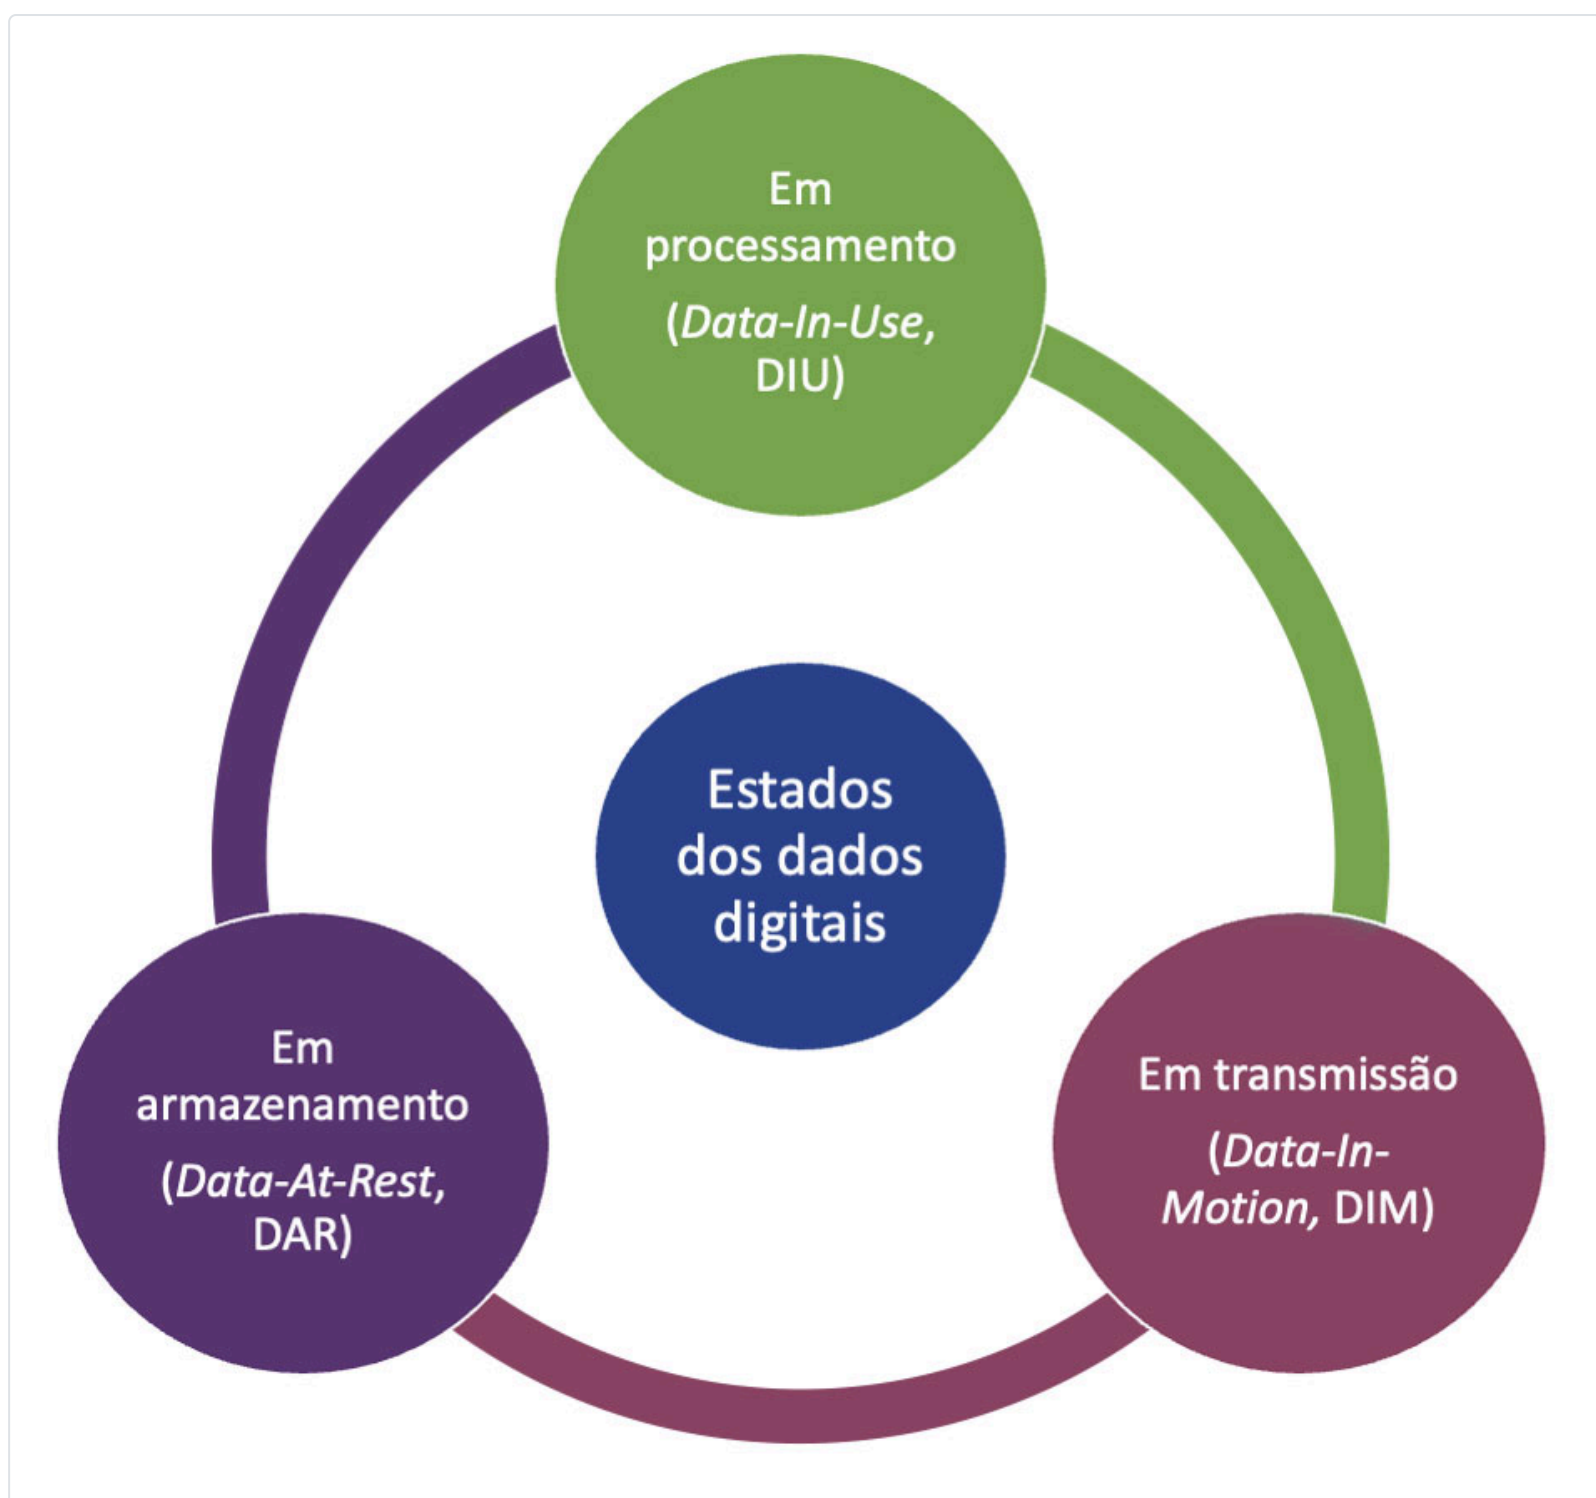 Em
processamento
(Data-In-Use,
DIU)
Estados
dos dados
digitais
Em
armazenamento
(Data-At-Rest,
DAR)
Em transmissão
(Data-In-
Motion, DIM)